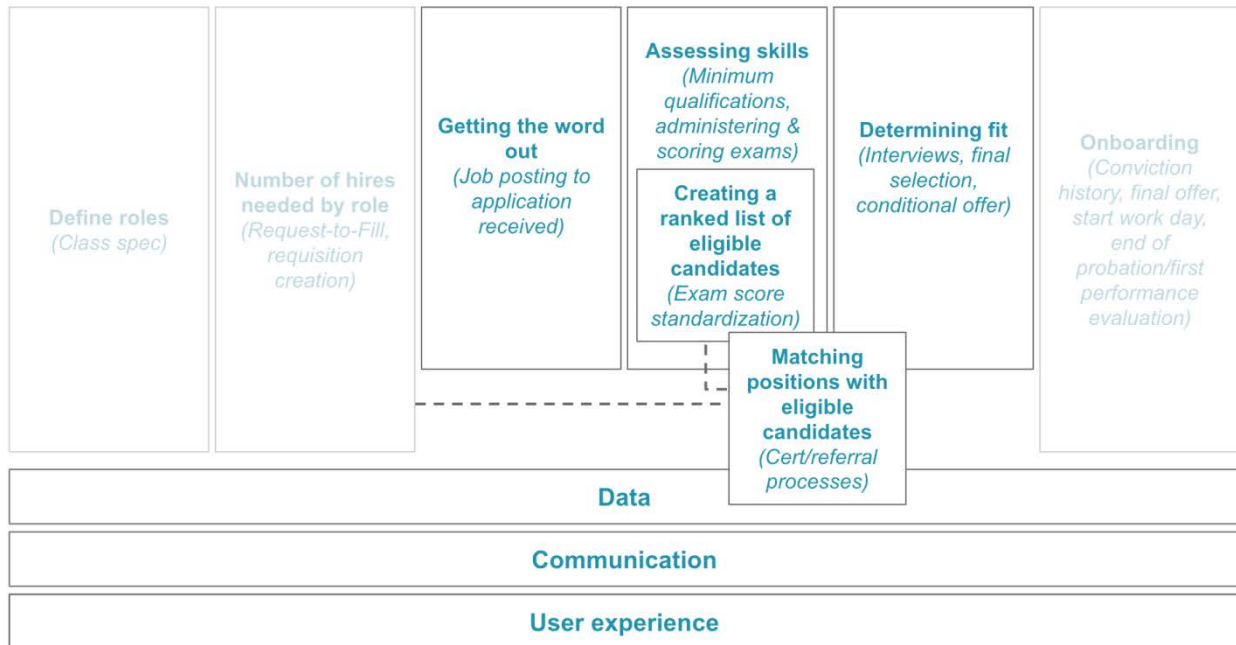 Define roles
(Class spec)
Number of hires
needed by role
(Request-to-Fill,
requisition
creation)
Getting the word
out
(Job posting to
application
received)
Assessing skills
(Minimum
qualifications,
administering &
scoring exams)
Creating a
ranked list of
eligible
candidates
(Exam score
standardization)
Matching
positions with
eligible
candidates
(Cert/referral
processes)
Determining fit
(Interviews, final
selection,
conditional offer)
Onboarding
(Conviction
history, final offer,
start work day,
end of
probation/first
performance
evaluation)
Data
Communication
User experience